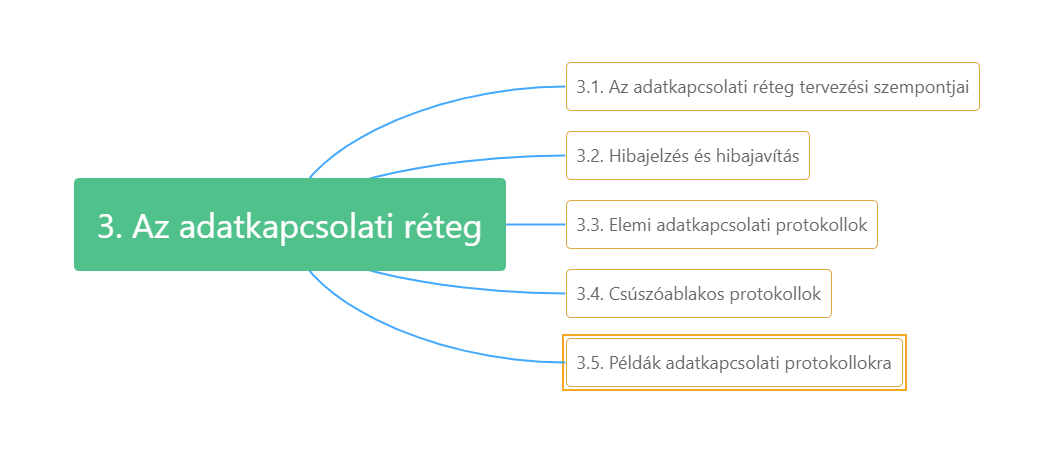 3. Az adatkapcsolati réteg
3.1. Az adatkapcsolati réteg tervezési szempontjai
3.2. Hibajelzés és hibajavítás
3.3. Elemi adatkapcsolati protokollok
3.4. Csúszóablakos protokollok
3.5. Példák adatkapcsolati protokollokra